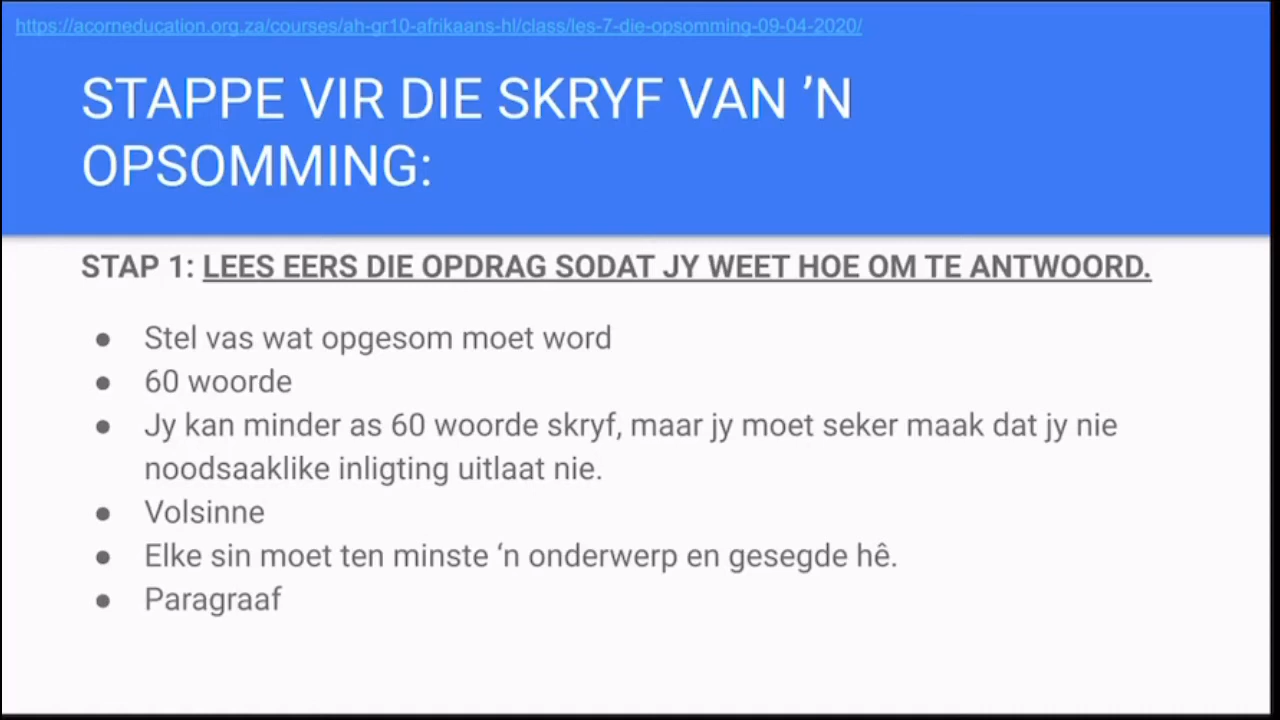 https://acorneducation.org.za/courses/ah-gr10-afrikaans-hl/class/les-7-die-opsomming-09-04-2020/
STAPPE VIR DIE SKRYF VAN ’N
OPSOMMING:
STAP 1: LEES EERS DIE OPDRAG SODAT JY WEET HOE OM TE ANTWOORD.
● Stel vas wat opgesom moet word
● 60 woorde
● Jy kan minder as 60 woorde skryf, maar jy moet seker maak dat jy nie
noodsaaklike inligting uitlaat nie.
● Volsinne
● Elke sin moet ten minste ‘n onderwerp en gesegde hê.
● Paragraaf